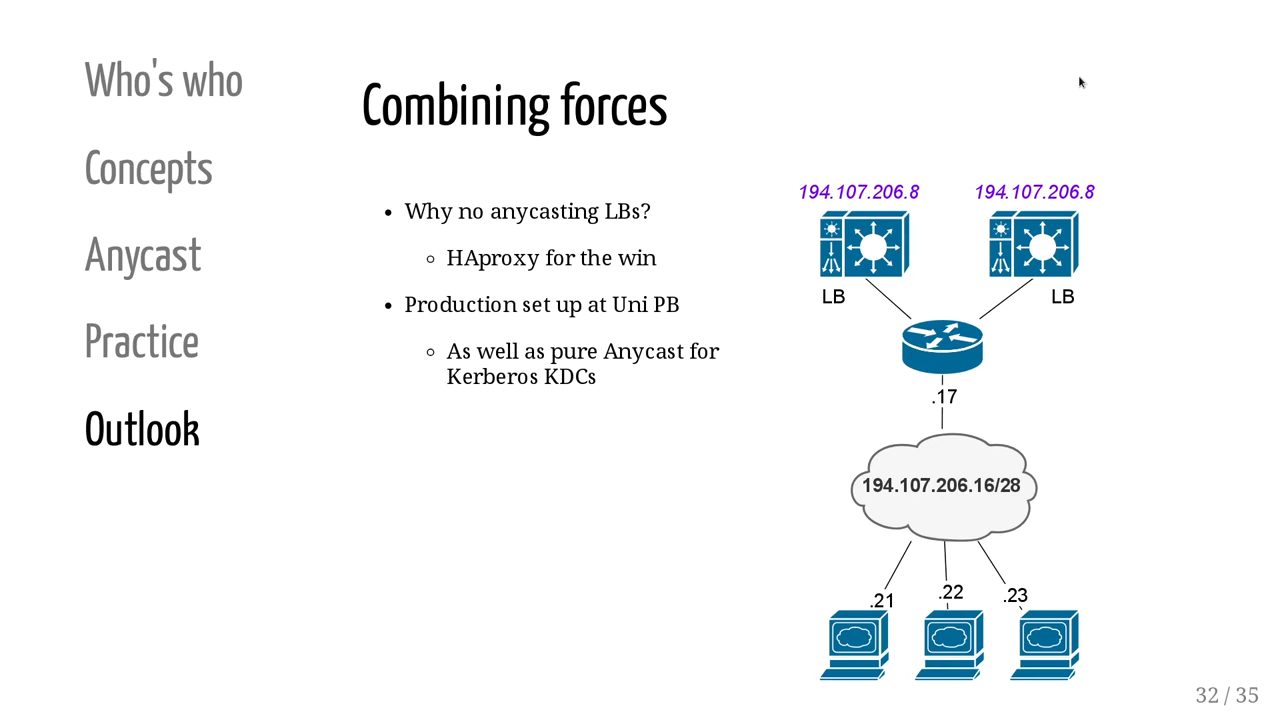 Who's who
Concepts
Anycast
Practice
Outlook
Combining forces
Why no anycasting LBs?
HAproxy for the win
Production set up at Uni PB
As well as pure Anycast for
Kerberos KDCs
194.107.206.8
194.107.206.8
LB
LB
.17
194.107.206.16/28
.21
.22
.23
32 / 35